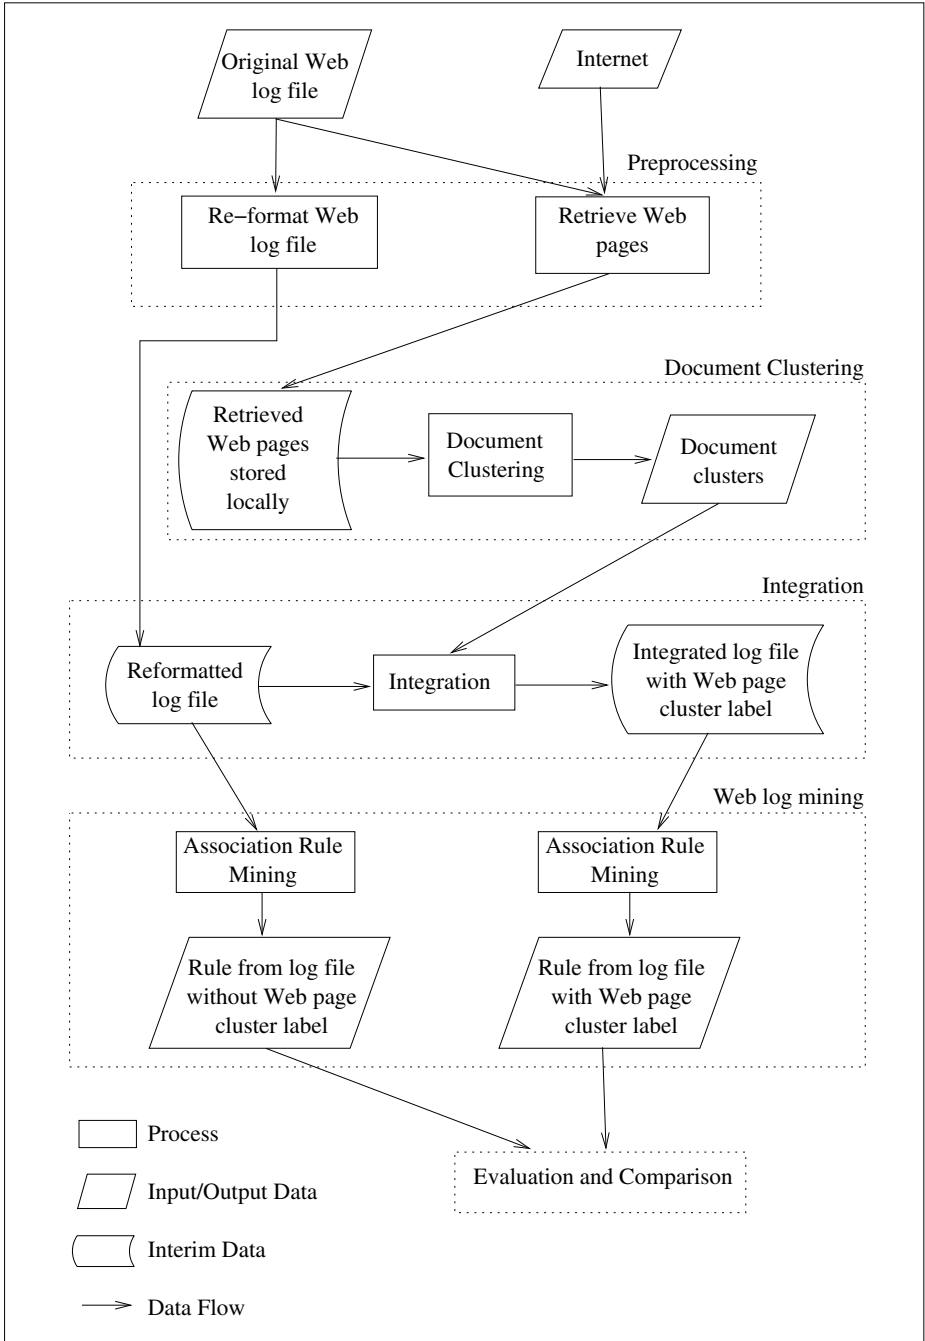 Original Web
log file
Internet
Preprocessing
Re-format Web
log file
Retrieve Web
pages
Document Clustering
Retrieved
Web pages
stored
locally
Document
Clustering
Document
clusters
Integration
Reformatted
log file
Integration
Integrated log file
with Web page
cluster label
Web log mining
Association Rule
Mining
Association Rule
Mining
Rule from log file
without Web page
cluster label
Rule from log file
with Web page
cluster label
Process
Evaluation and Comparison
Input/Output Data
Interim Data
Data Flow